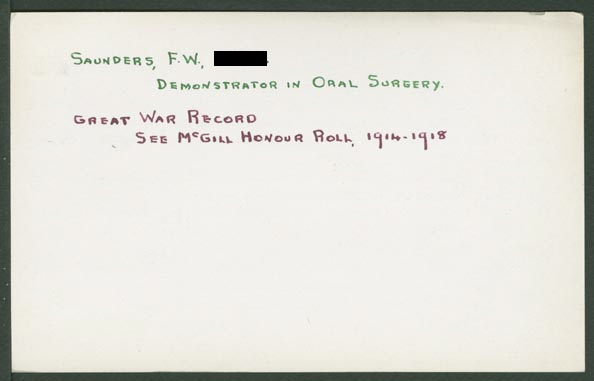 Saunders, F.W.,
Demonstrator in Oral Surgery.
Great War Record
See McGill Honour Roll, 1914-1918